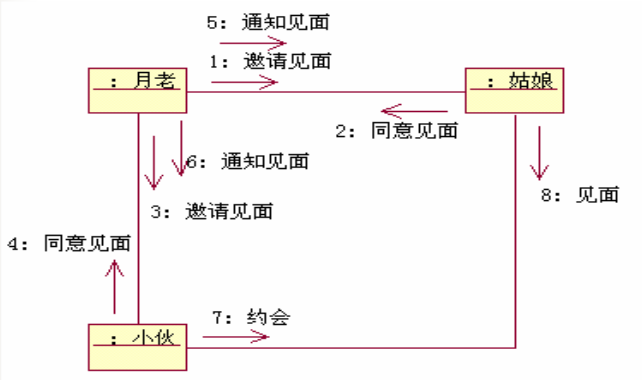 5: 通知见面
1: 邀请见面
: 月老
: 姑娘
2: 同意见面
6: 通知见面
8: 见面
3: 邀请见面
4: 同意见面
7: 约会
: 小伙